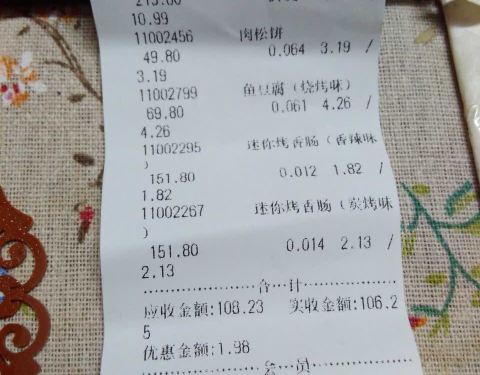 10.99
11002456 肉松饼
49.80 0.064 3.19 /
3.19
11002799 鱼豆腐(烧烤味)
69.80 0.061 4.26 /
4.26
11002295 迷你烤香肠(香辣味
)
151.80 0.012 1.82 /
1.82
11002267 迷你烤香肠(炭烤味
)
151.80 0.014 2.13 /
2.13
合计
应收金额:108.23 实收金额:106.2
5
优惠金额:1.98
会员